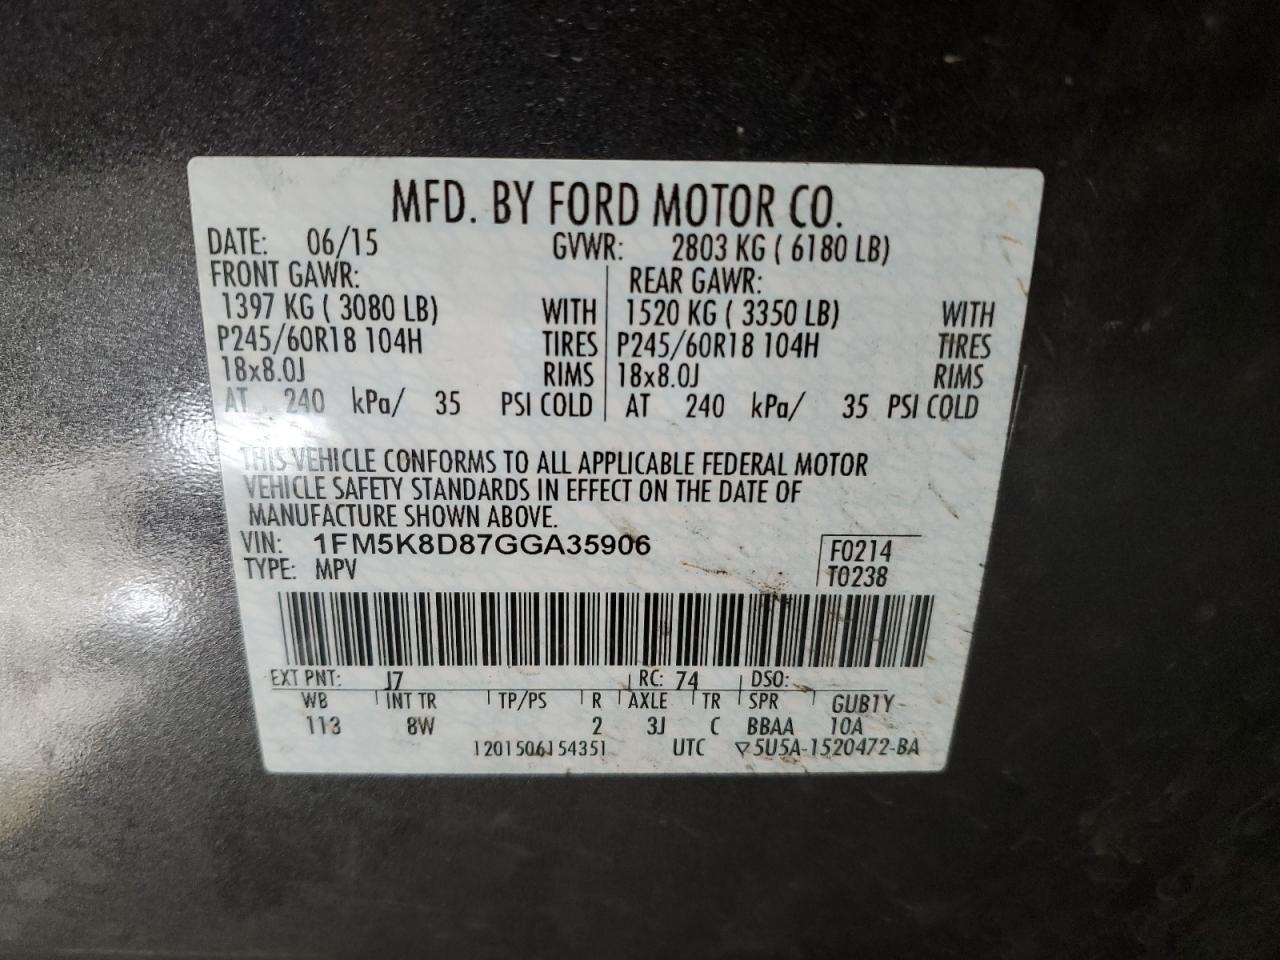 MFD. BY FORD MOTOR CO.
DATE: 06/15 GVWR: 2803 KG ( 6180 LB)
FRONT GAWR: REAR GAWR:
1397 KG ( 3080 LB) WITH 1520 KG ( 3350 LB) WITH
P245/60R18 104H TIRES P245/60R18 104H TIRES
18x8.0J RIMS 18x8.0J RIMS
AT 240 kPa/ 35 PSI COLD AT 240 kPa/ 35 PSI COLD
THIS VEHICLE CONFORMS TO ALL APPLICABLE FEDERAL MOTOR
VEHICLE SAFETY STANDARDS IN EFFECT ON THE DATE OF
MANUFACTURE SHOWN ABOVE.
VIN: 1FM5K8D87GGA35906 F0214
TYPE: MPV T0238
EXT PNT: J7 RC: 74 DSO:
WB INT TR TP/PS R AXLE TR SPR GUB1Y
113 8W 2 3J C BBAA 10A
1201506154351 UTC ▽5U5A-1520472-BA